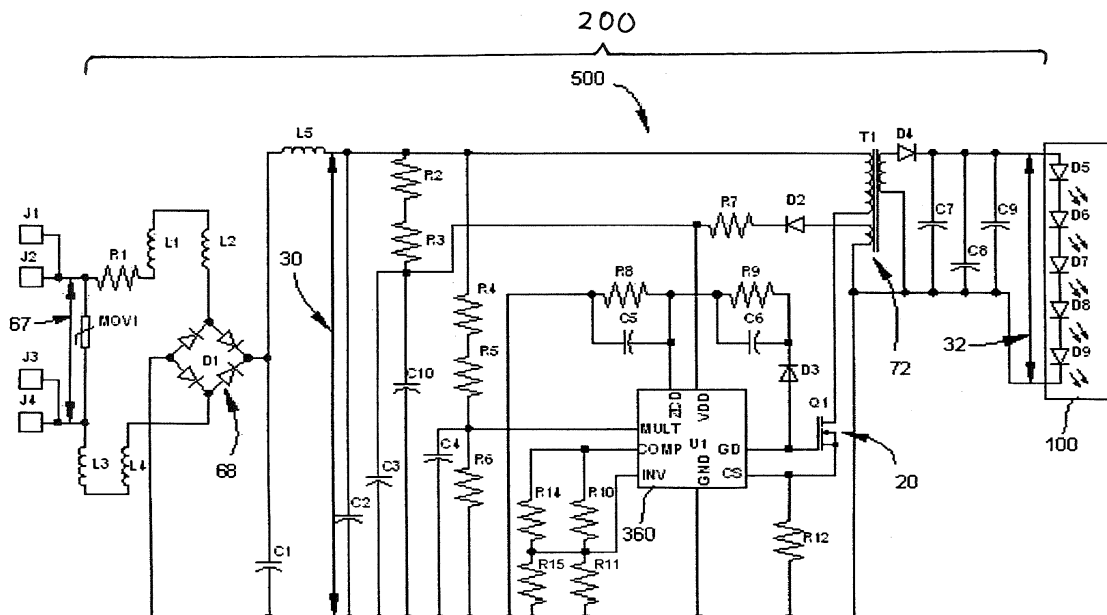 200
500
L5
T1
D4
R2
D5
J1
R7
D2
C7
C9
D6
L1
L2
R3
J2
R1
30
R8
R9
C8
D7
R4
67
MOV1
C5
C6
72
32
D8
D1
R5
D3
J3
C10
D9
ZCD
VDD
Q1
J4
68
MULT
U1
100
C4
COMP
GD
L3
L4
C3
R6
INV
GND
CS
20
R14
R10
360
C2
R12
C1
R15
R11